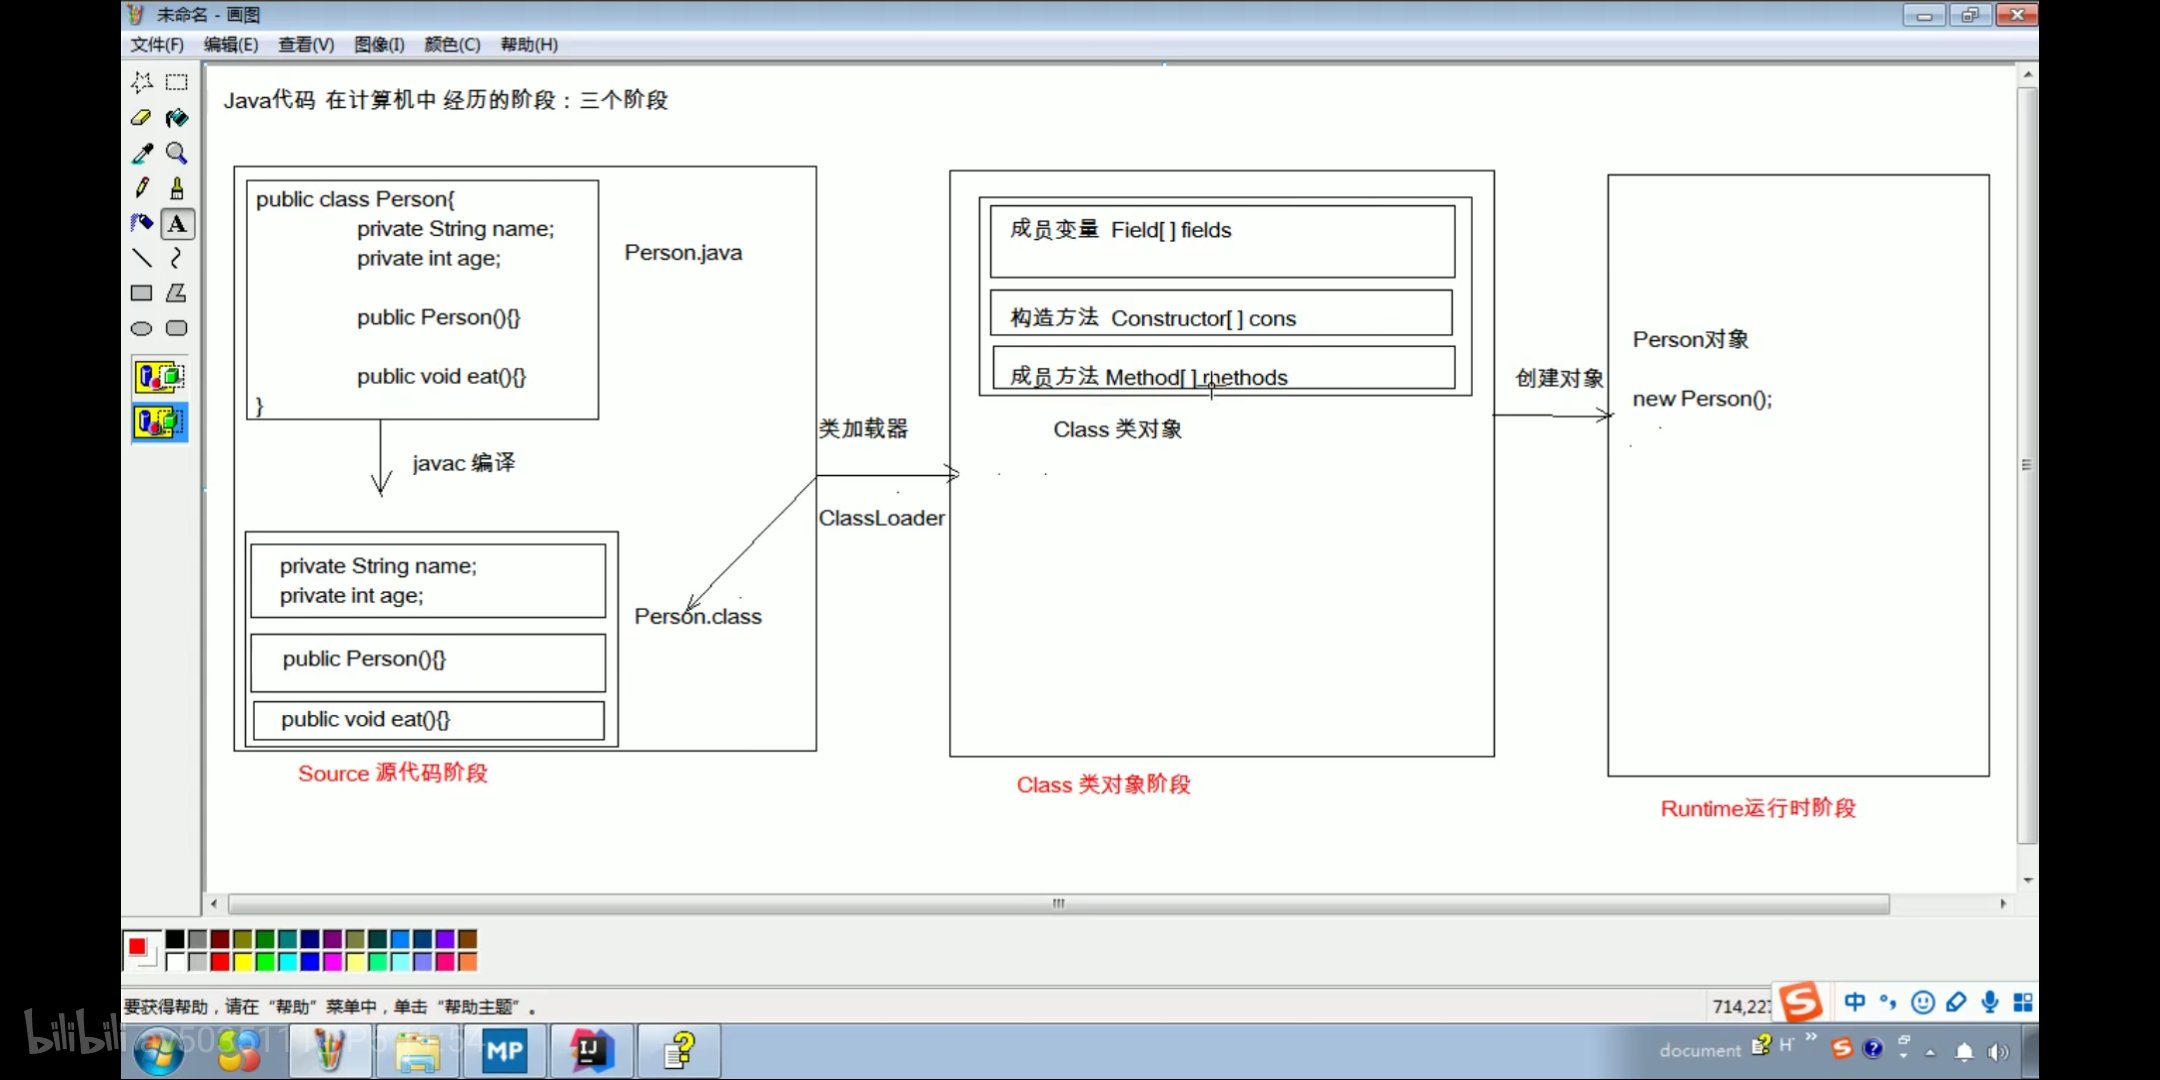 未命名 - 画图
文件(F) 编辑(E) 查看(V) 图像(I) 颜色(C) 帮助(H)
Java代码 在计算机中 经历的阶段：三个阶段
public class Person{
private String name;
private int age;
public Person(){}
public void eat(){}
}
Person.java
javac 编译
private String name;
private int age;
public Person(){}
public void eat(){}
Person.class
Source 源代码阶段
类加载器
ClassLoader
成员变量 Field[ ] fields
构造方法 Constructor[ ] cons
成员方法 Method[ ] methods
Class 类对象
Class 类对象阶段
创建对象
Person对象
new Person();
Runtime运行时阶段
要获得帮助，请在“帮助”菜单中，单击“帮助主题”。
714,22
中
bilibili
MP
IJ
document